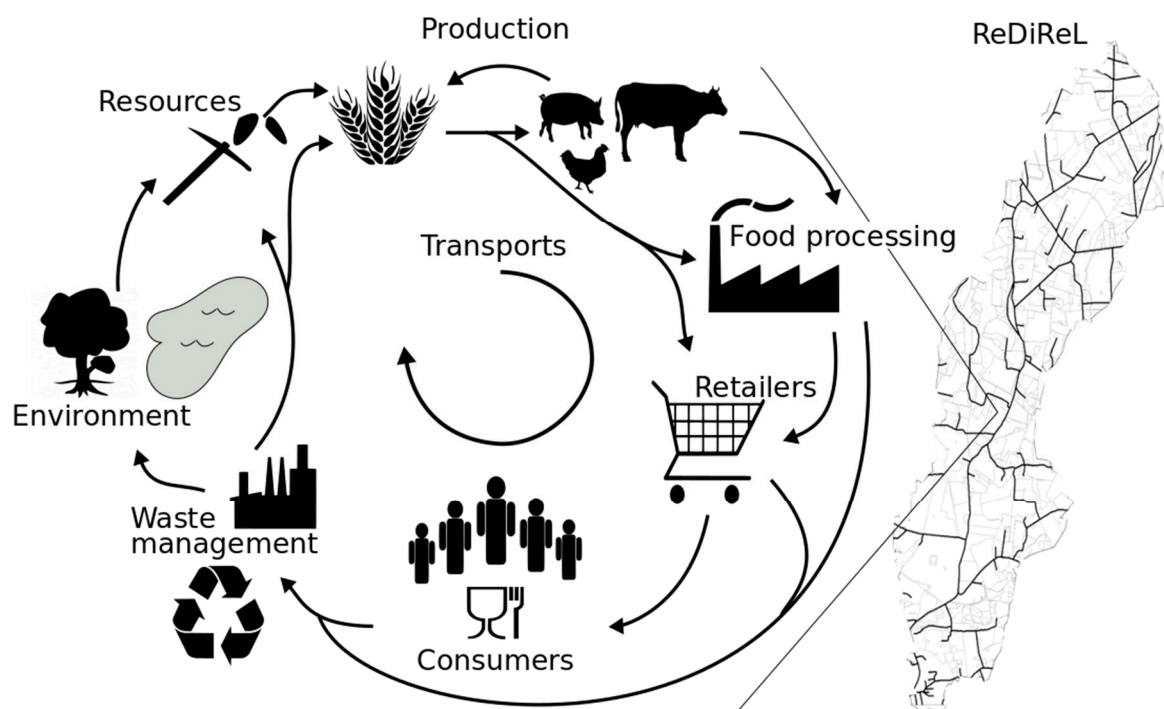 Production
ReDiReL
Resources
Transports
Food processing
Retailers
Environment
Waste
management
Consumers